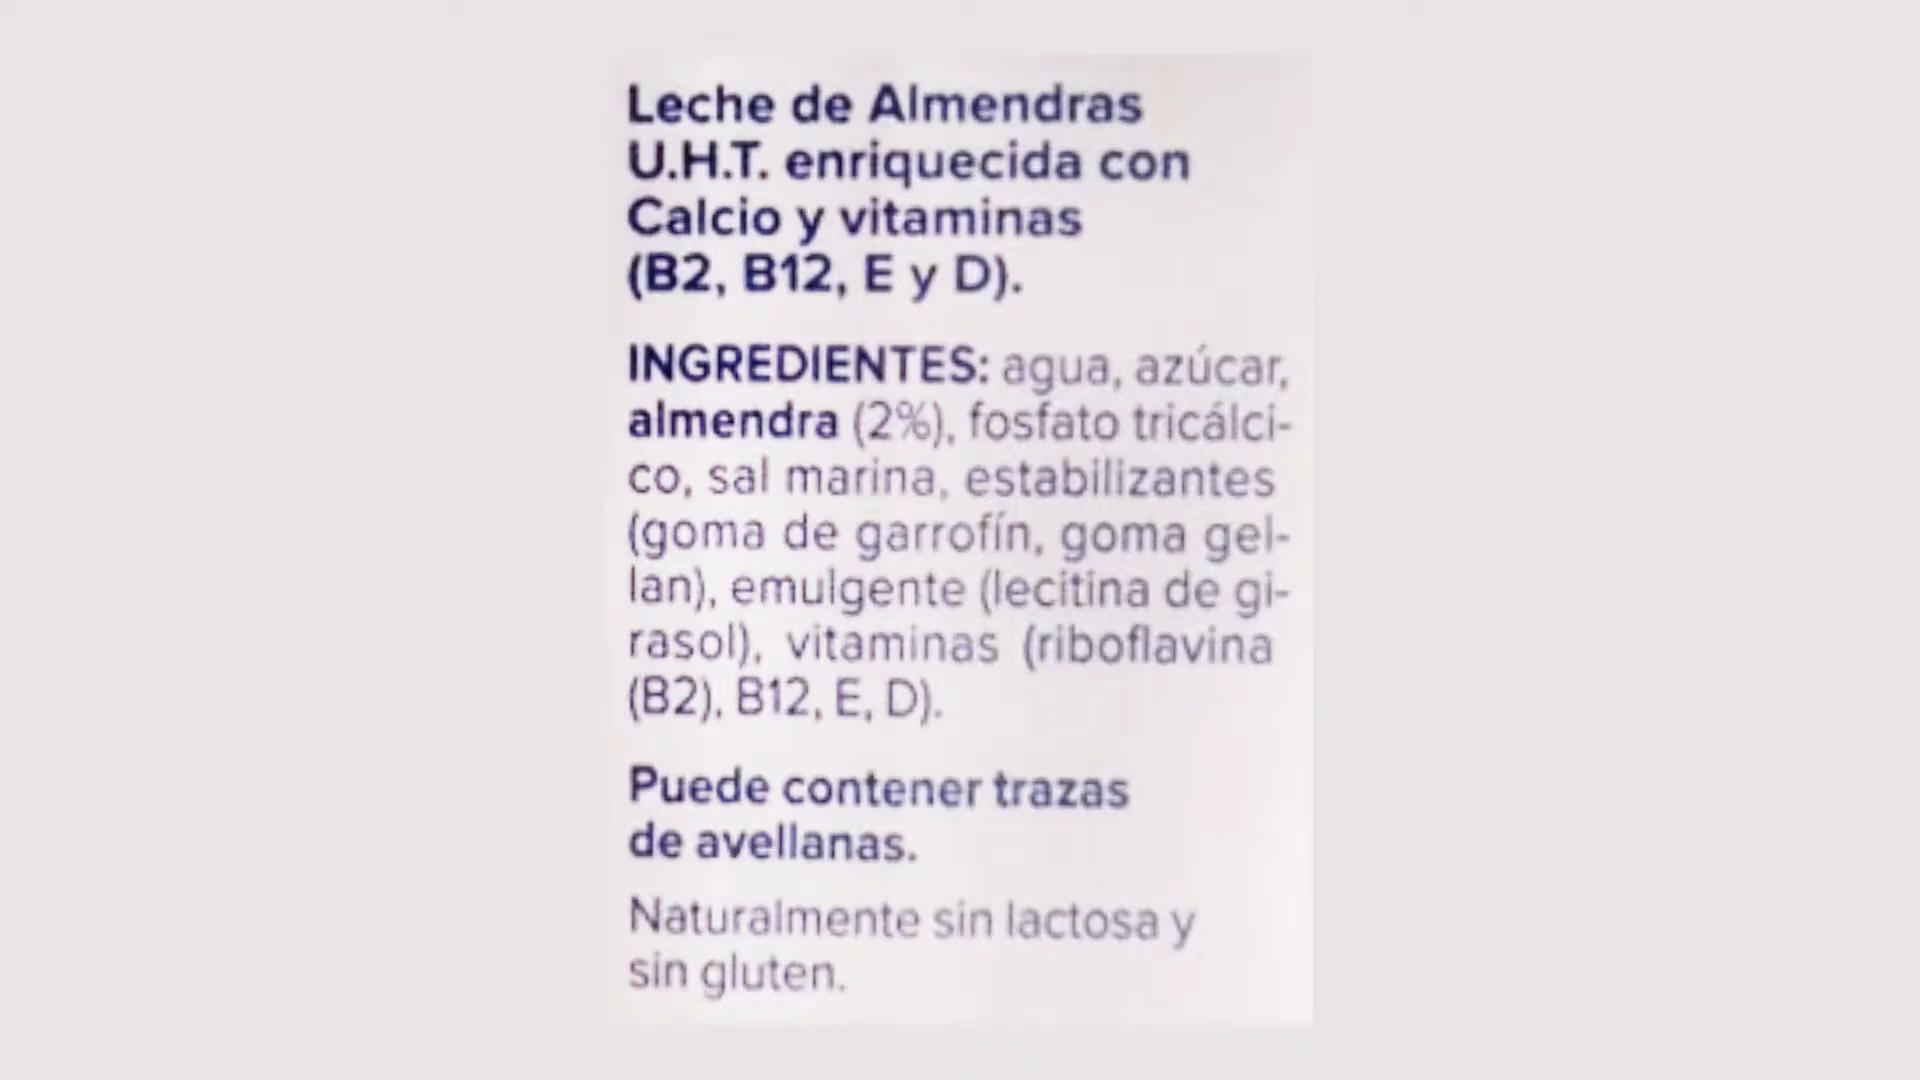 Leche de Almendras
U.H.T. enriquecida con
Calcio y vitaminas
(B2, B12, E y D).
INGREDIENTES: agua, azúcar,
almendra (2%), fosfato tricálci-
co, sal marina, estabilizantes
(goma de garrofín, goma gel-
lan), emulgente (lecitina de gi-
rasol), vitaminas (riboflavina
(B2), B12, E, D).
Puede contener trazas
de avellanas.
Naturalmente sin lactosa y
sin gluten.